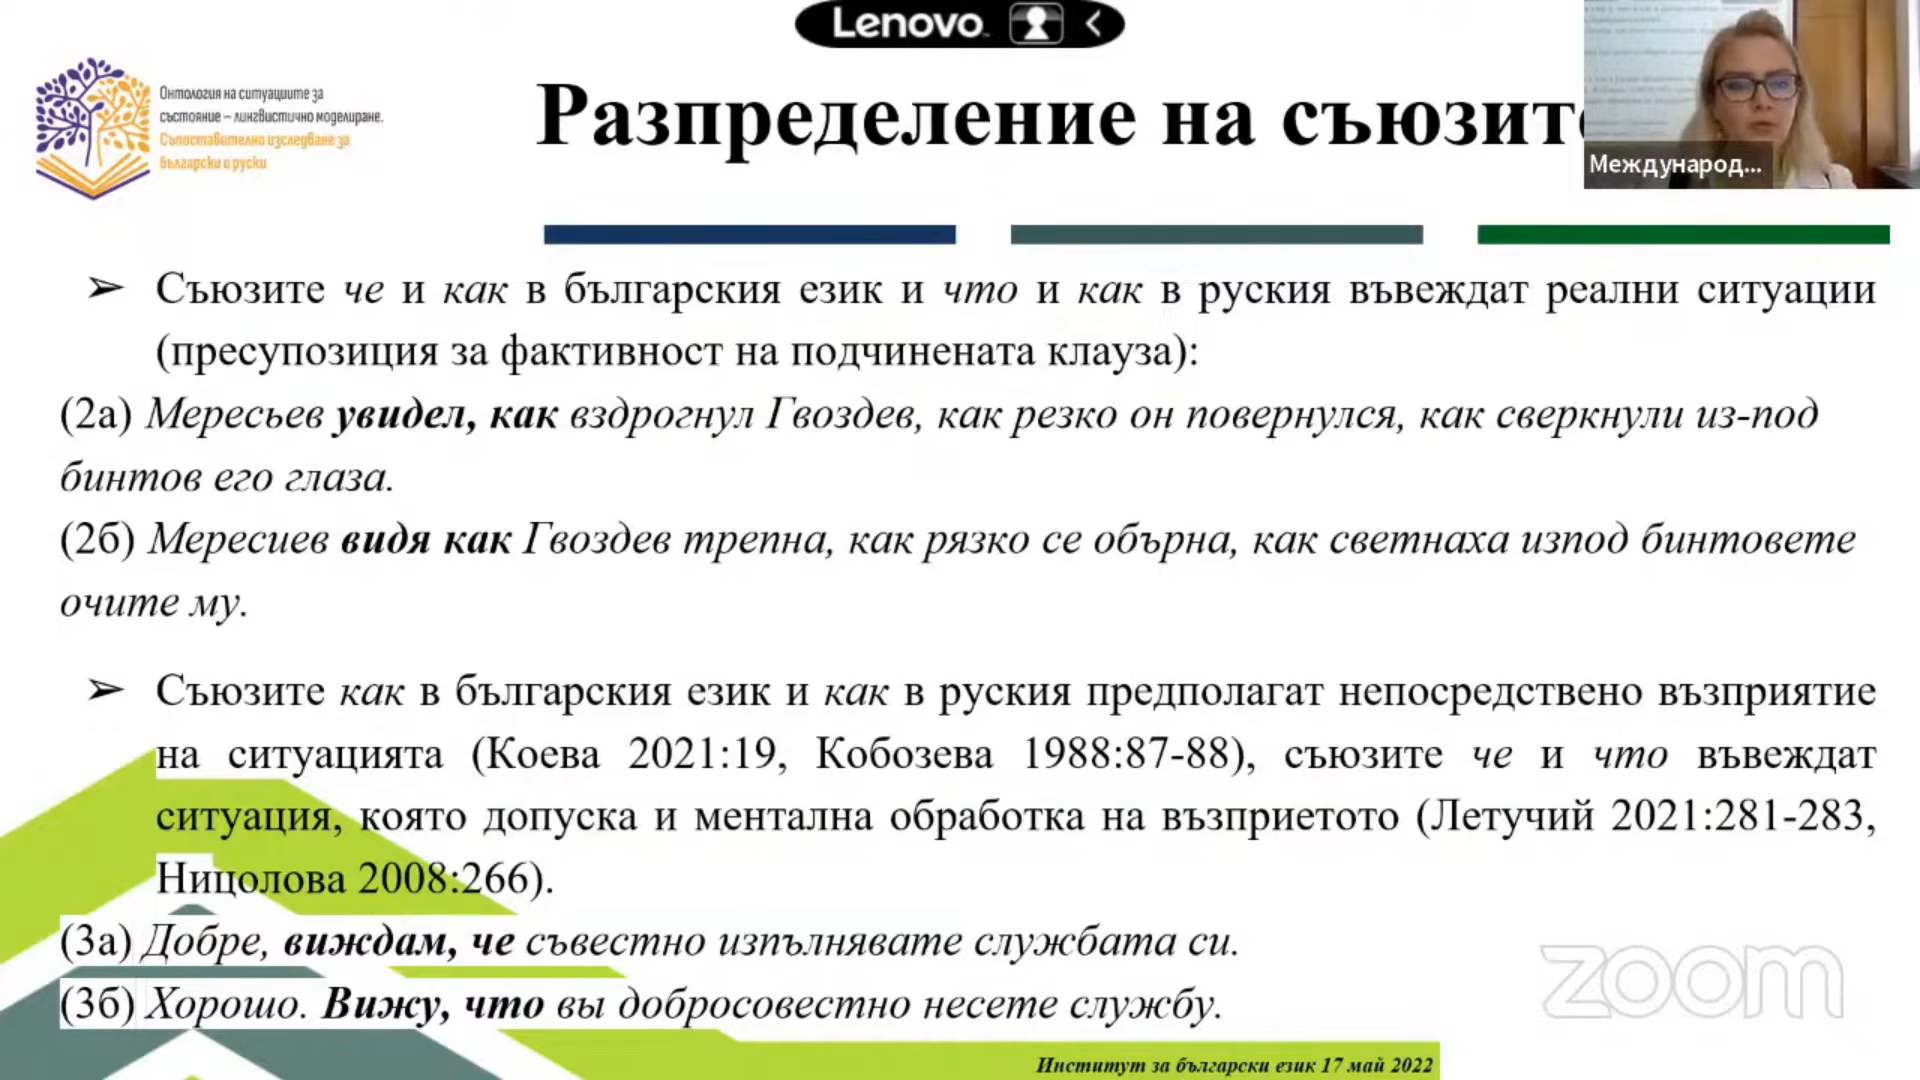 Lenovo
Онтология на ситуациите за
състояние – лингвистично моделиране.
Съпоставително изследване за
български и руски
Разпределение на съюзите
Международ...
➢ Съюзите че и как в българския език и что и как в руския въвеждат реални ситуации
(пресупозиция за фактивност на подчинената клауза):
(2а) Мересьев увидел, как вздрогнул Гвоздев, как резко он повернулся, как сверкнули из-под
бинтов его глаза.
(2б) Мересиев видя как Гвоздев трепна, как рязко се обърна, как светнаха изпод бинтовете
очите му.
➢ Съюзите как в българския език и как в руския предполагат непосредствено възприятие
на ситуацията (Коева 2021:19, Кобозева 1988:87-88), съюзите че и что въвеждат
ситуация, която допуска и ментална обработка на възприетото (Летучий 2021:281-283,
Ницолова 2008:266).
(3а) Добре, виждам, че съвестно изпълнявате службата си.
(3б) Хорошо. Вижу, что вы добросовестно несете службу.
zoom
Институт за български език 17 май 2022